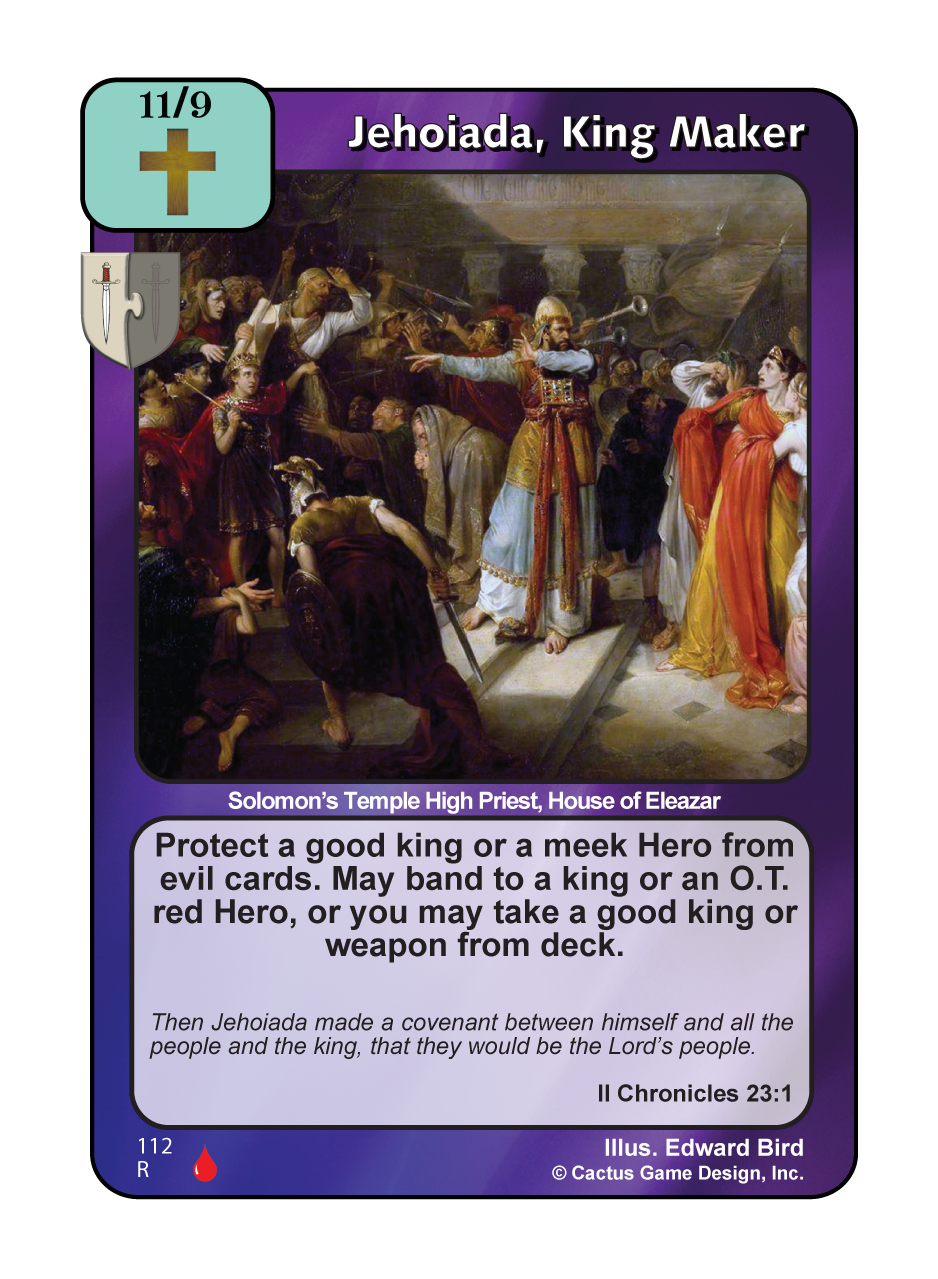 11/9
Jehoiada, King Maker
Solomon's Temple High Priest, House of Eleazar
Protect a good king or a meek Hero from
evil cards. May band to a king or an O.T.
red Hero, or you may take a good king or
weapon from deck.
Then Jehoiada made a covenant between himself and all the
people and the king, that they would be the Lord's people.
II Chronicles 23:1
112
R
Illus. Edward Bird
© Cactus Game Design, Inc.